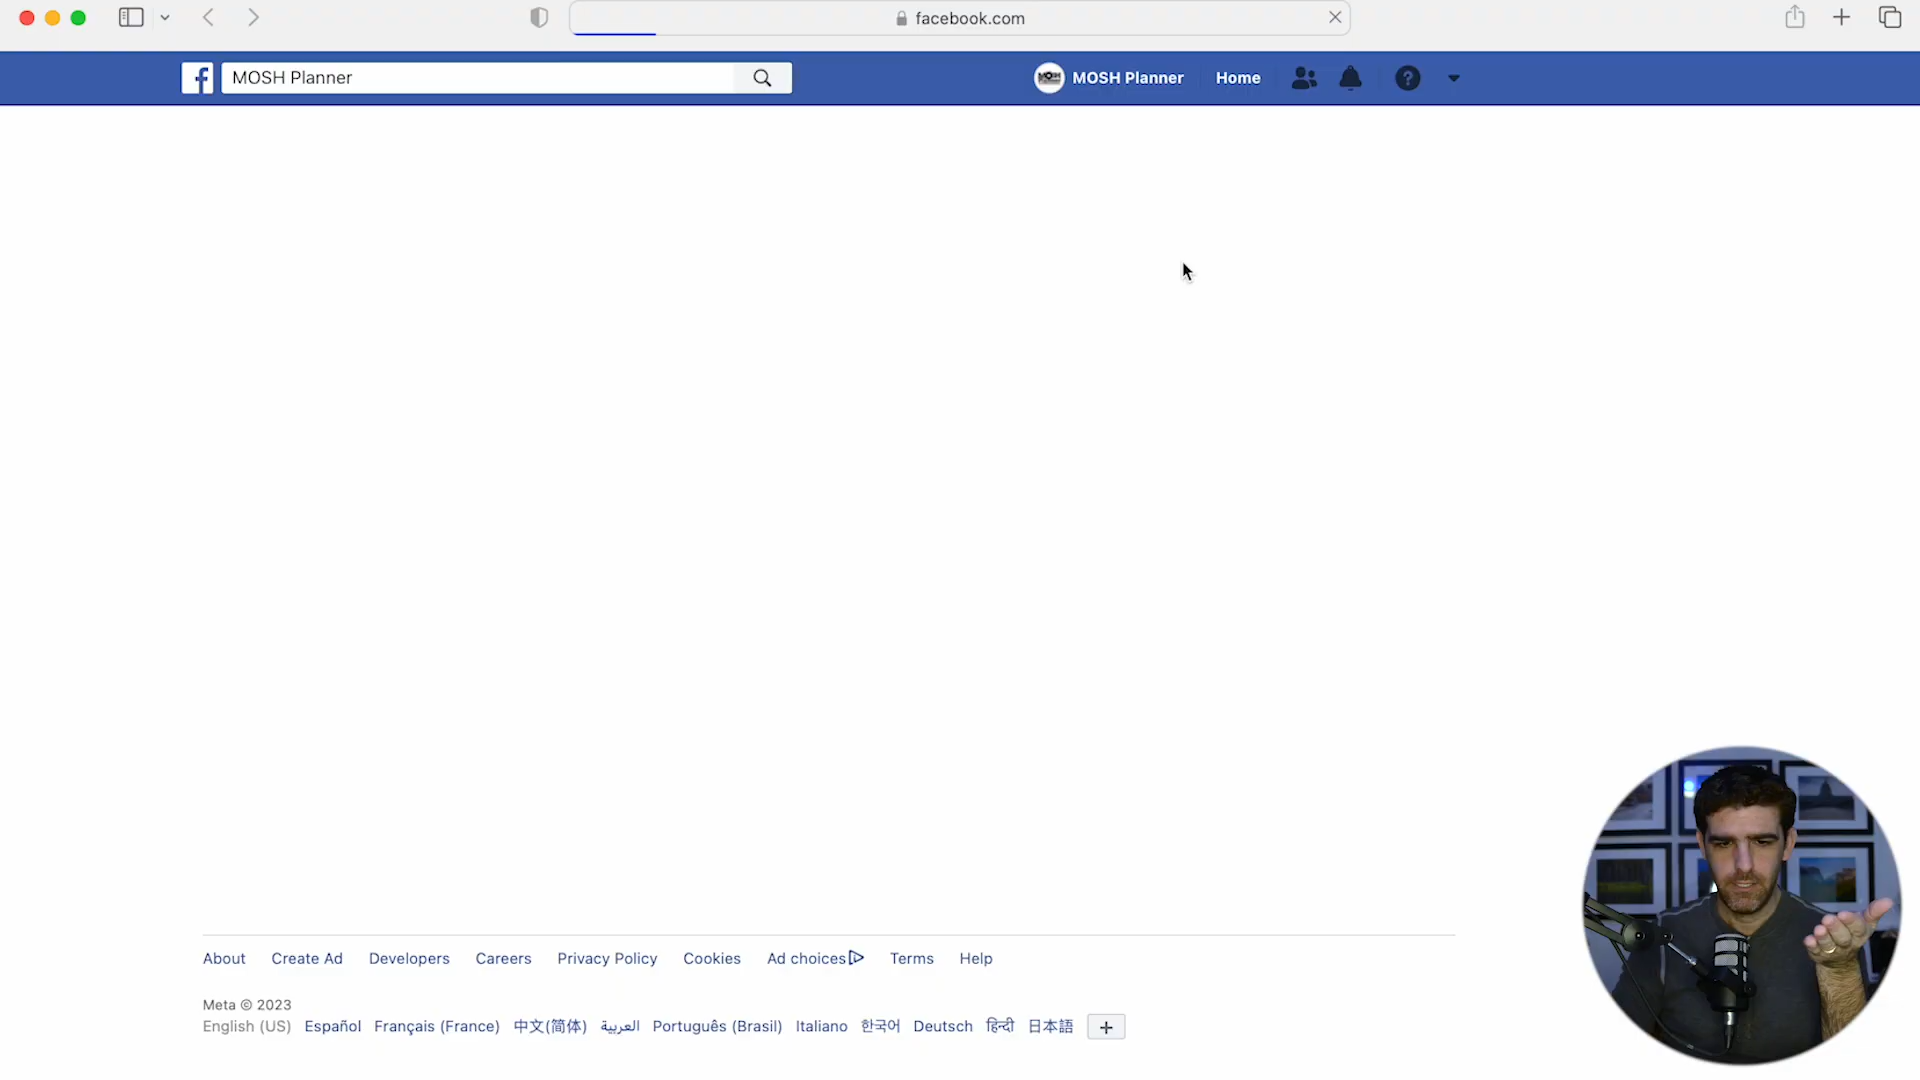 facebook.com
MOSH Planner
MOSH Planner Home
About Create Ad Developers Careers Privacy Policy Cookies Ad choices Terms Help
Meta © 2023
English (US) Español Français (France) 中文(简体) العربية Português (Brasil) Italiano 한국어 Deutsch हिन्दी 日本語